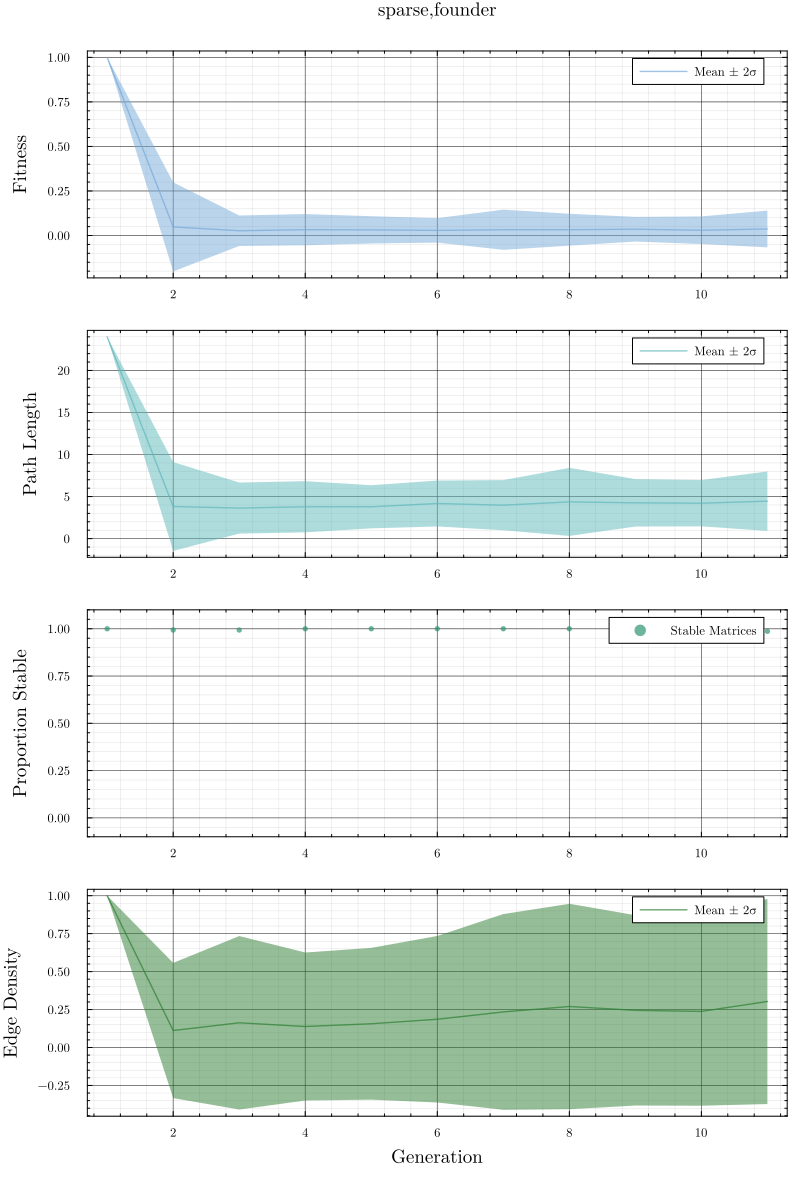 sparse,founder
1.00
0.75
0.50
0.25
0.00
Fitness
Mean ± 2σ
2 4 6 8 10
20
15
10
5
0
Path Length
Mean ± 2σ
2 4 6 8 10
1.00
0.75
0.50
0.25
0.00
Proportion Stable
Stable Matrices
2 4 6 8 10
1.00
0.75
0.50
0.25
0.00
−0.25
Edge Density
Mean ± 2σ
2 4 6 8 10
Generation